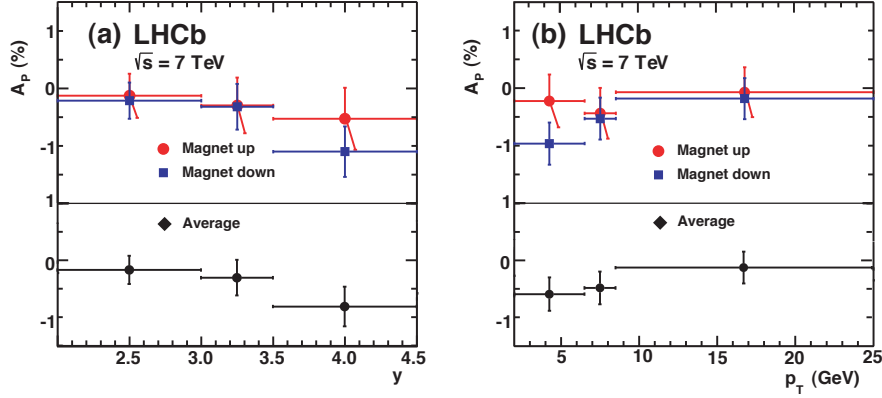 (a) LHCb
√s = 7 TeV
A_P (%)
1
0
-1
Magnet up
Magnet down
1
Average
0
-1
2.5 3.0 3.5 4.0 4.5
y
(b) LHCb
√s = 7 TeV
A_P (%)
1
0
-1
Magnet up
Magnet down
1
Average
0
-1
5 10 15 20 25
p_T (GeV)